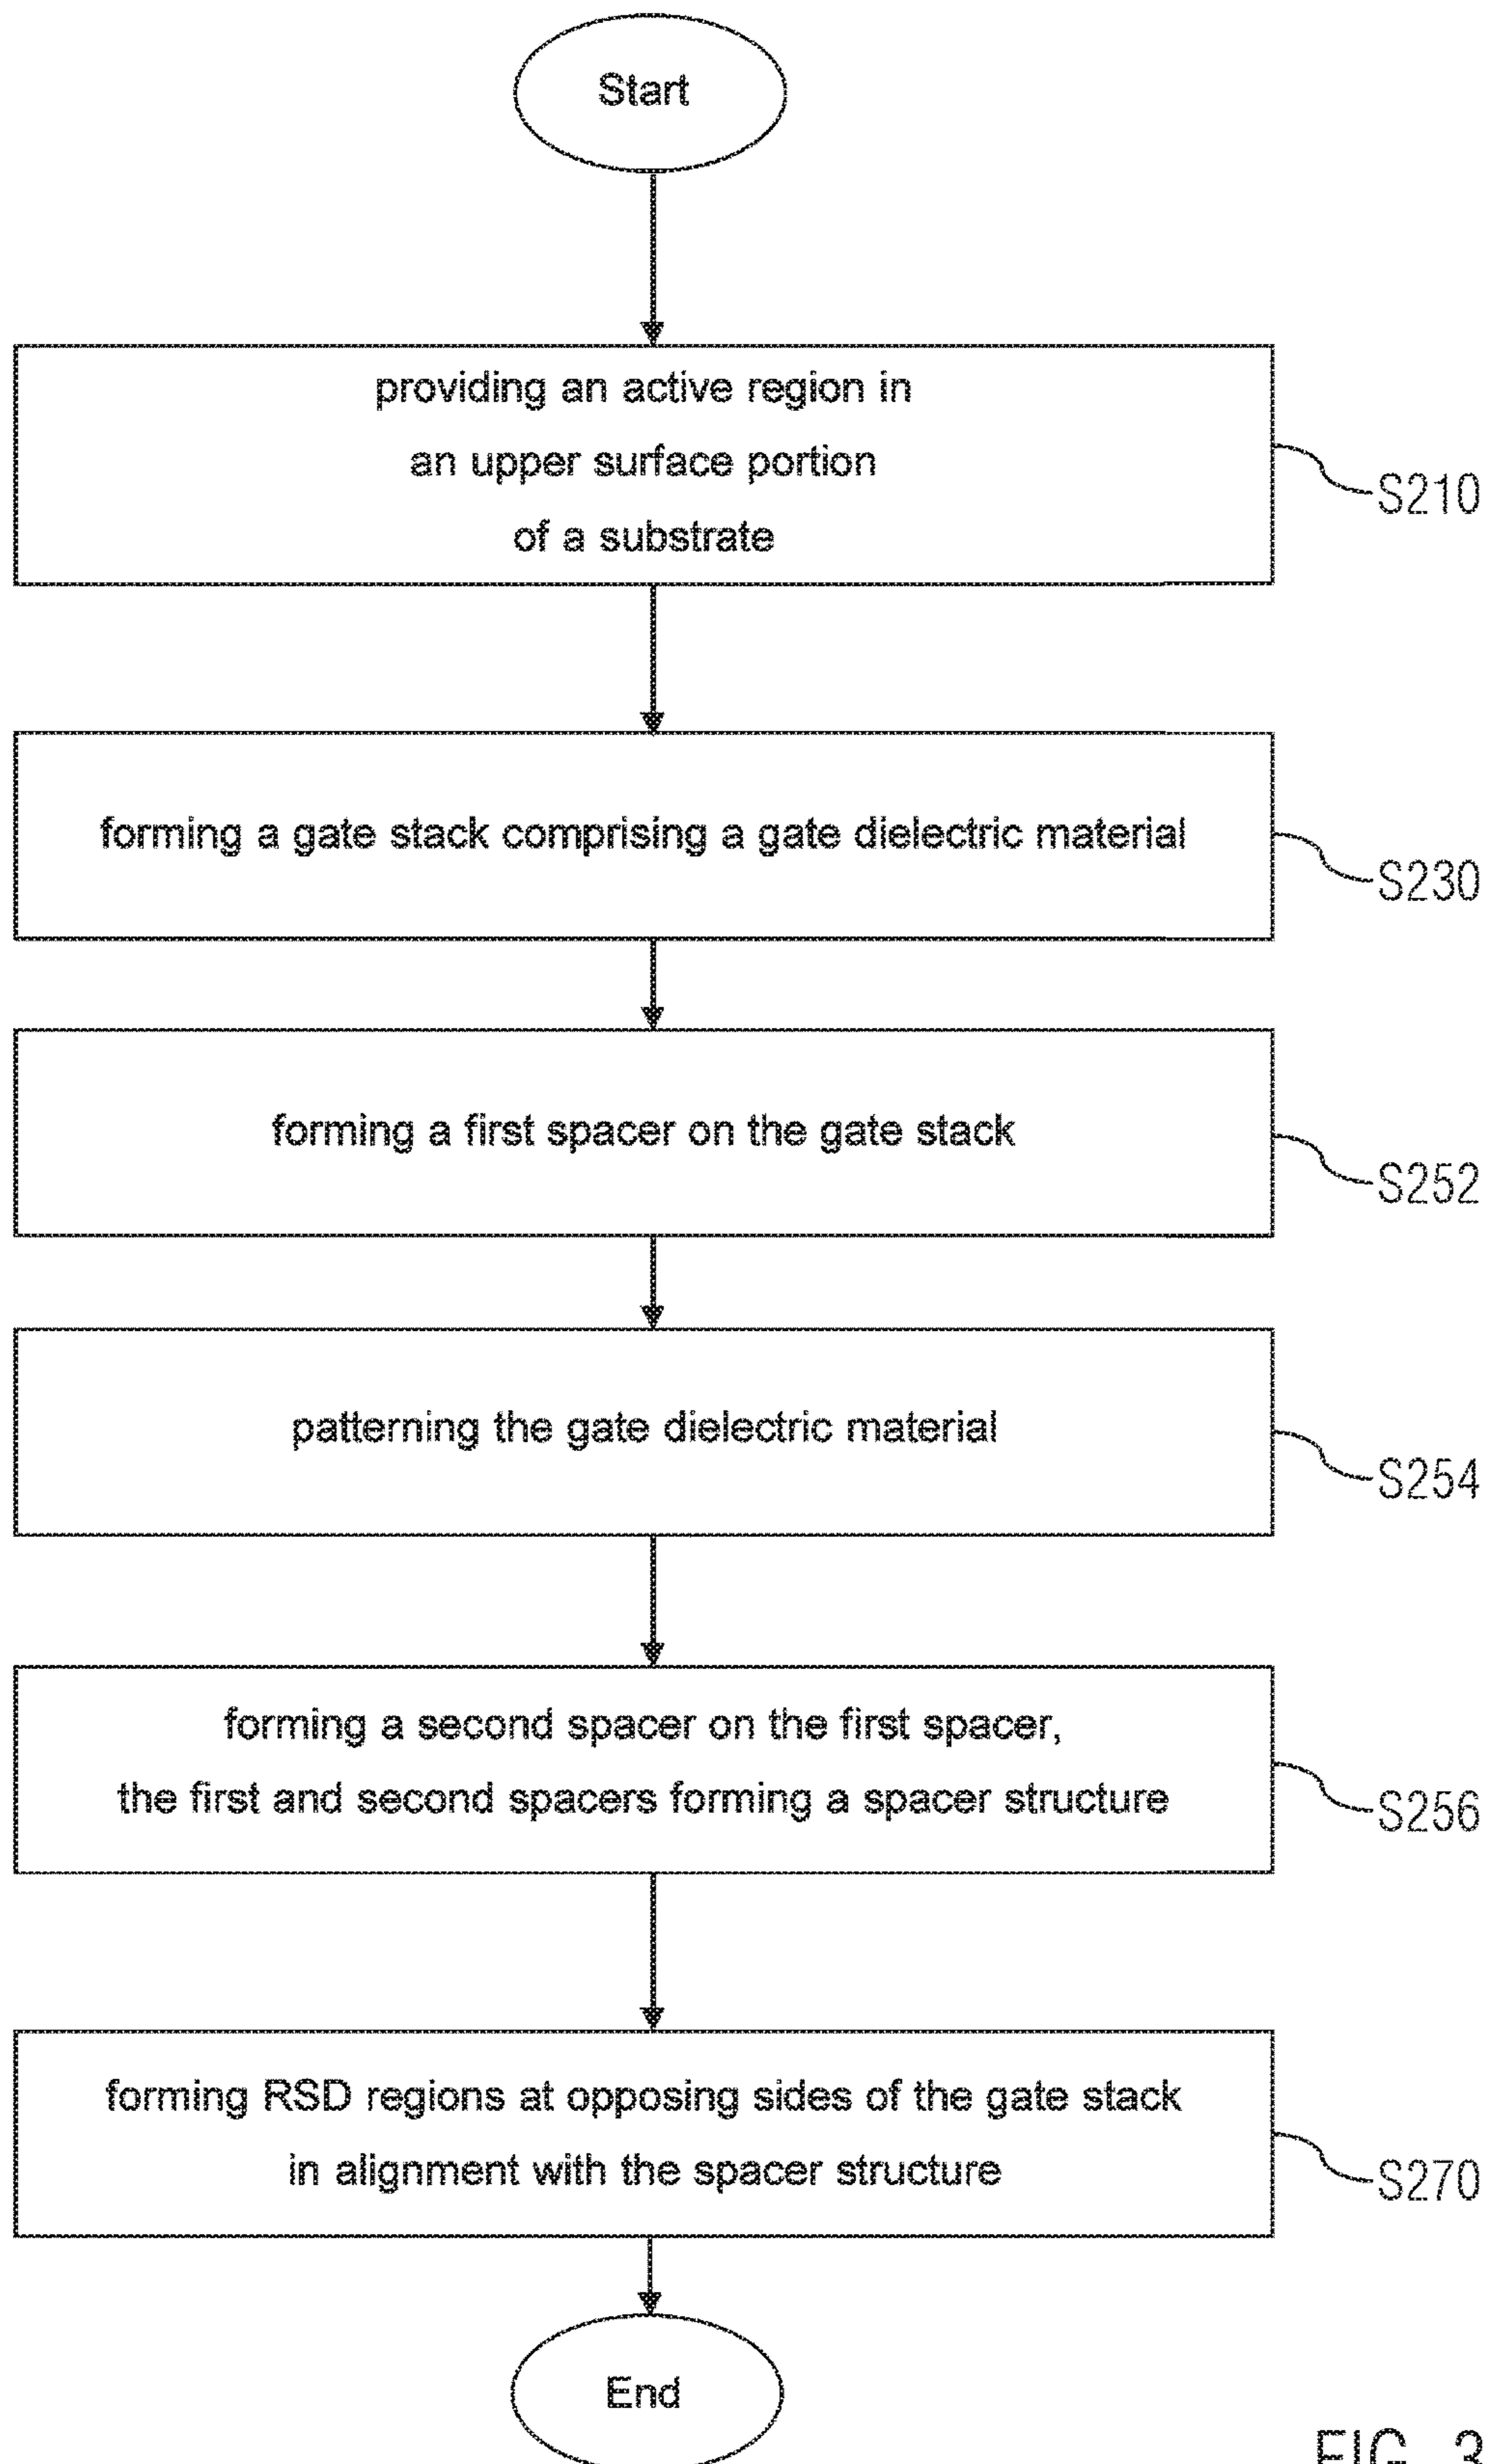 Start
providing an active region in
an upper surface portion
of a substrate
S210
forming a gate stack comprising a gate dielectric material
S230
forming a first spacer on the gate stack
S252
patterning the gate dielectric material
S254
forming a second spacer on the first spacer,
the first and second spacers forming a spacer structure
S256
forming RSD regions at opposing sides of the gate stack
in alignment with the spacer structure
S270
End
FIG. 3